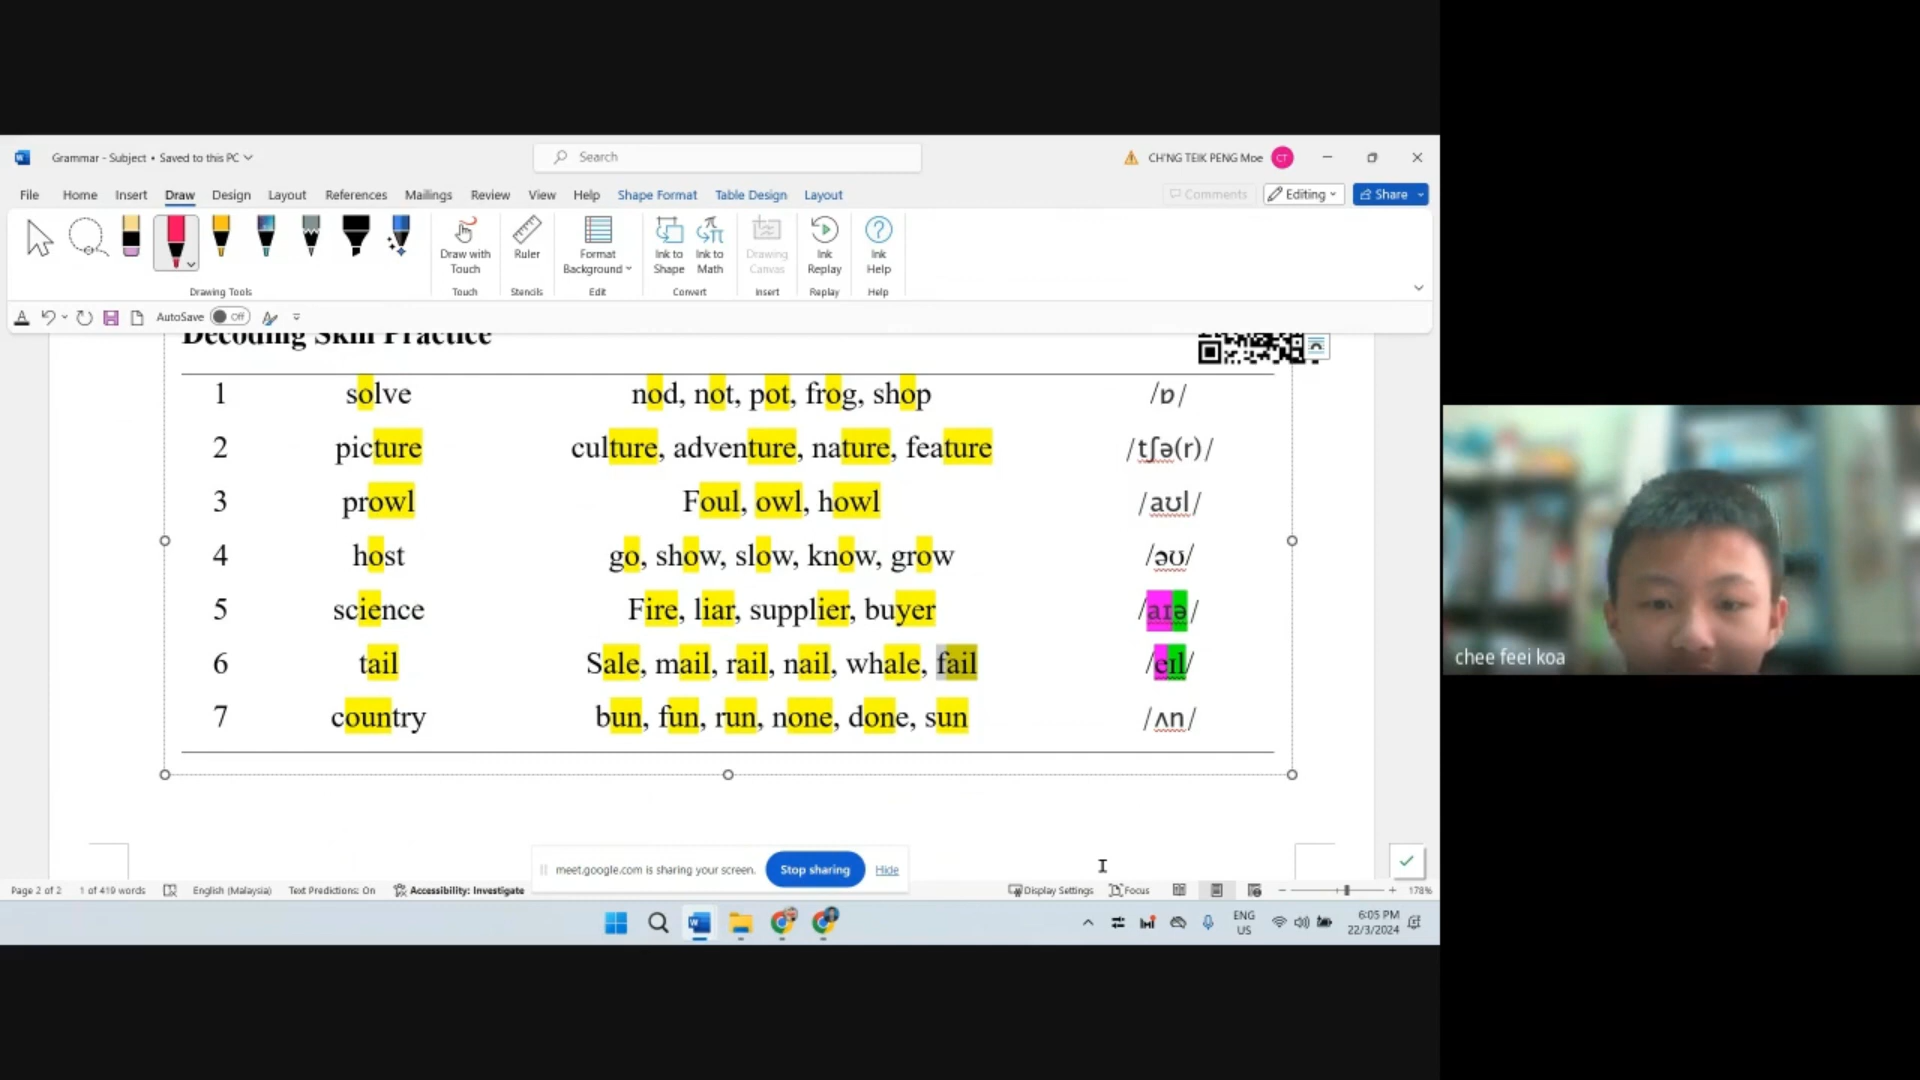 Grammar - Subject • Saved to this PC
Search
CH'NG TEIK PENG Moe
CT
File Home Insert Draw Design Layout References Mailings Review View Help Shape Format Table Design Layout
Comments
Editing
Share
Draw with Touch
Ruler
Format Background
Ink to Shape
Ink to Math
Drawing Canvas
Ink Replay
Ink Help
Drawing Tools
Touch
Stencils
Edit
Convert
Insert
Replay
Help
AutoSave Off
Decoding Skill Practice
1 solve nod, not, pot, frog, shop /ɒ/
2 picture culture, adventure, nature, feature /tʃə(r)/
3 prowl Foul, owl, howl /aʊl/
4 host go, show, slow, know, grow /əʊ/
5 science Fire, liar, supplier, buyer /aɪə/
6 tail Sale, mail, rail, nail, whale, fail /eɪl/
7 country bun, fun, run, none, done, sun /ʌn/
chee feei koa
meet.google.com is sharing your screen.
Stop sharing
Hide
Page 2 of 2
1 of 419 words
English (Malaysia)
Text Predictions: On
Accessibility: Investigate
Display Settings
Focus
178%
ENG
US
6:05 PM
22/3/2024